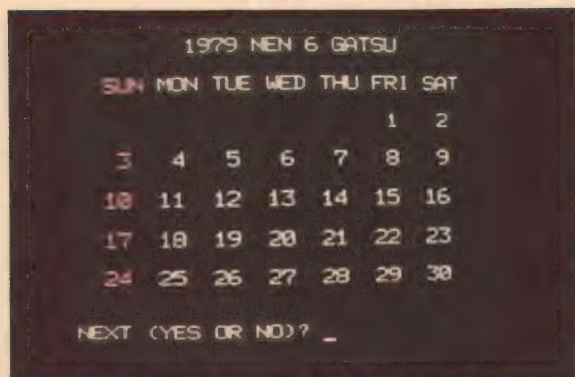 1979 NEN 6 GATSU
SUN MON TUE WED THU FRI SAT
1 2
3 4 5 6 7 8 9
10 11 12 13 14 15 16
17 18 19 20 21 22 23
24 25 26 27 28 29 30
NEXT (YES OR NO)? _